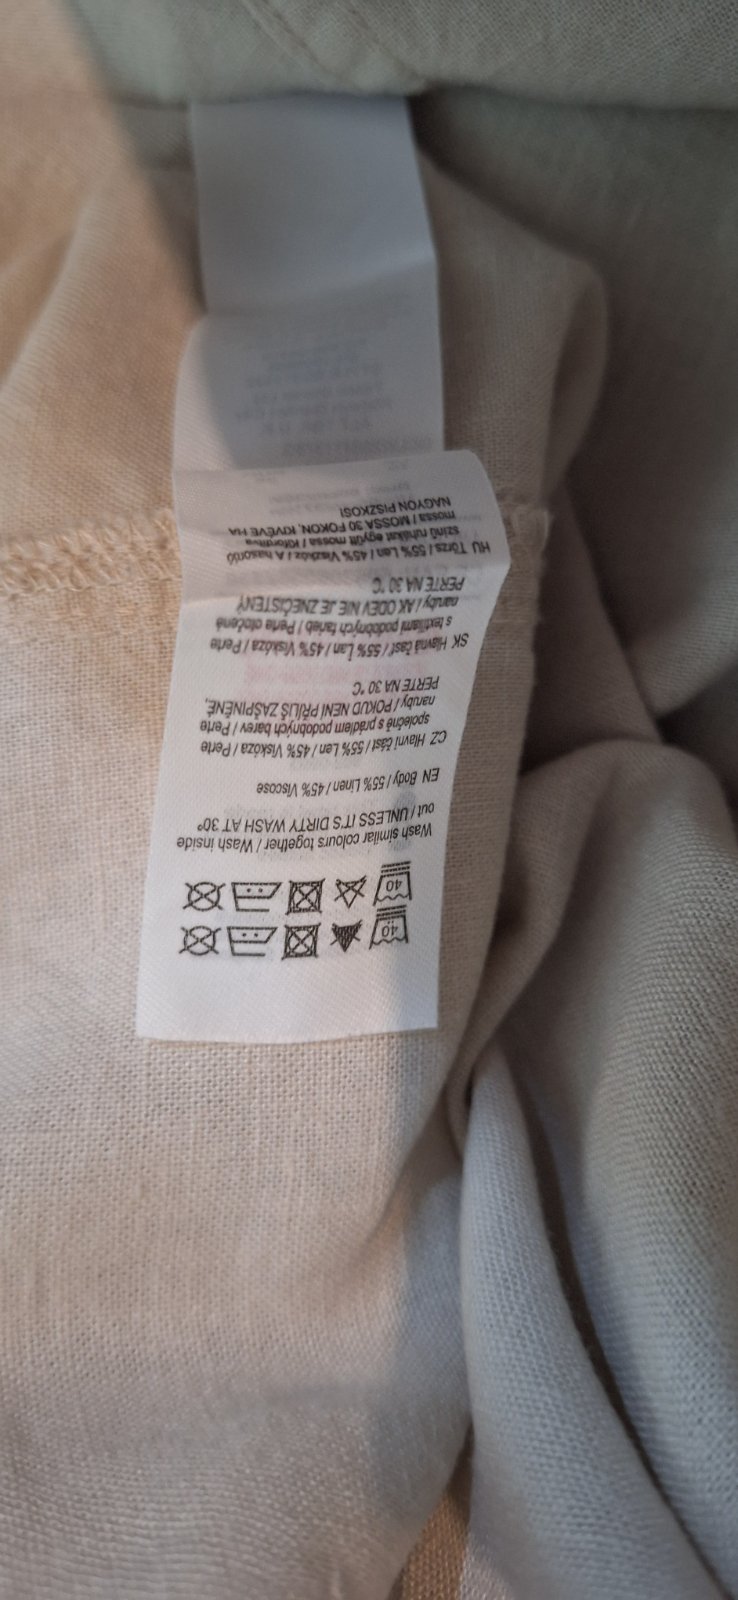 40
40
Wash similar colours together / Wash inside
out / UNLESS IT'S DIRTY WASH AT 30°
EN Body / 55% Linen / 45% Viscose
CZ Hlavní část / 55% Len / 45% Viskóza / Perte
společně s prádlem podobných barev / Perte
naruby / POKUD NENÍ PŘÍLIŠ ZAŠPINĚNÉ,
PERTE NA 30 °C
SK Hlavná časť / 55% Ľan / 45% Viskóza / Perte
s textíliami podobných farieb / Perte otočené
naruby / AK ODEV NIE JE ZNEČISTENÝ
PERTE NA 30 °C
HU Törzs / 55% Len / 45% Viszkóz / A hasonló
színű ruhákat együtt mossa / Kifordítva
mossa / MOSSA 30 FOKON, KIVÉVE HA
NAGYON PISZKOS!